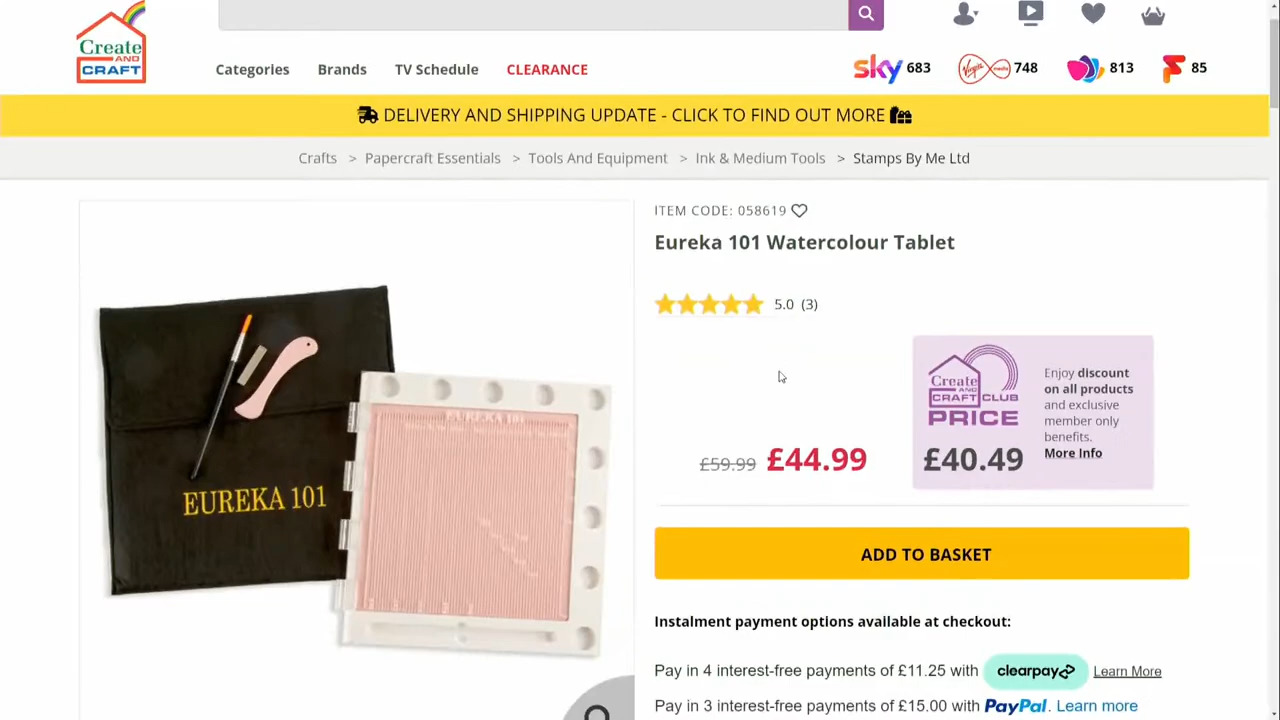 Create
AND
CRAFT
Categories
Brands
TV Schedule
CLEARANCE
sky 683
Virgin media 748
813
85
DELIVERY AND SHIPPING UPDATE - CLICK TO FIND OUT MORE
Crafts > Papercraft Essentials > Tools And Equipment > Ink & Medium Tools > Stamps By Me Ltd
ITEM CODE: 058619
Eureka 101 Watercolour Tablet
5.0 (3)
EUREKA 101
EUREKA 101
Create
AND
CRAFT CLUB
PRICE
Enjoy discount
on all products
and exclusive
member only
benefits.
More Info
£59.99 £44.99
£40.49
ADD TO BASKET
Instalment payment options available at checkout:
Pay in 4 interest-free payments of £11.25 with clearpay Learn More
Pay in 3 interest-free payments of £15.00 with PayPal. Learn more